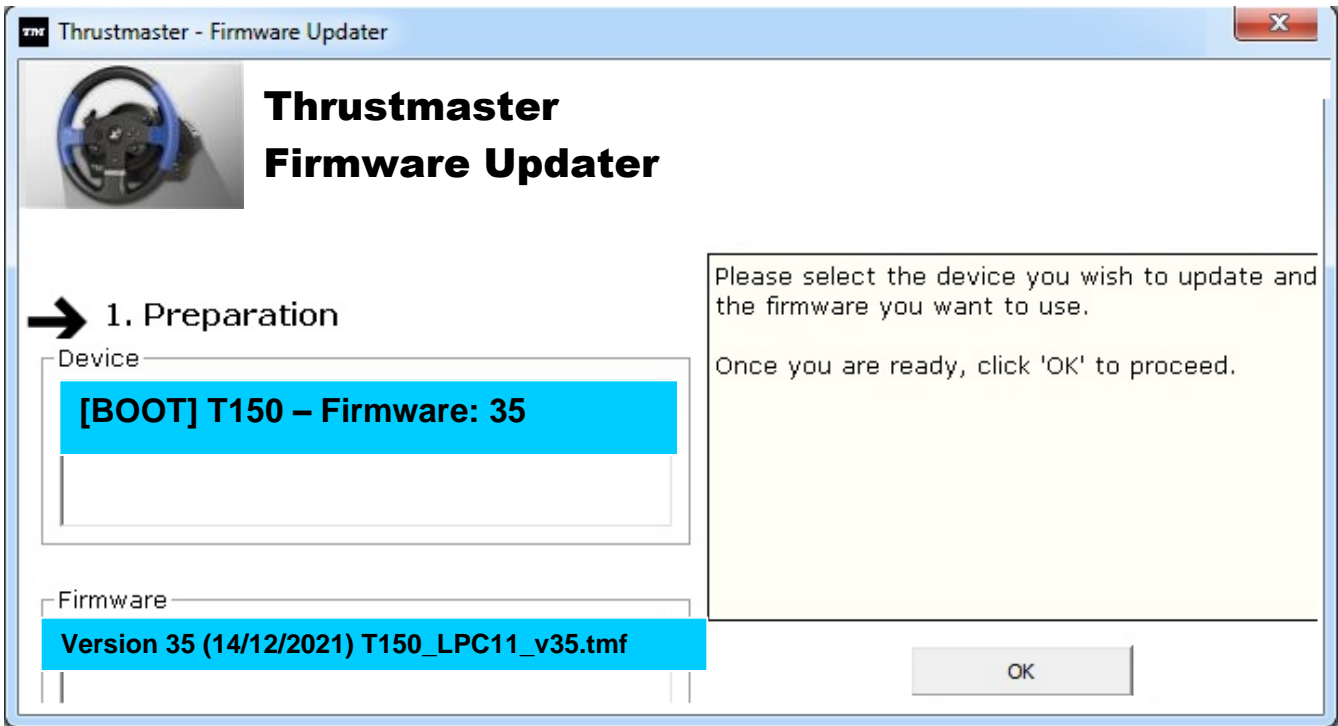 Thrustmaster - Firmware Updater
Thrustmaster
Firmware Updater
1. Preparation
Device
[BOOT] T150 – Firmware: 35
Firmware
Version 35 (14/12/2021) T150_LPC11_v35.tmf
Please select the device you wish to update and
the firmware you want to use.
Once you are ready, click 'OK' to proceed.
OK